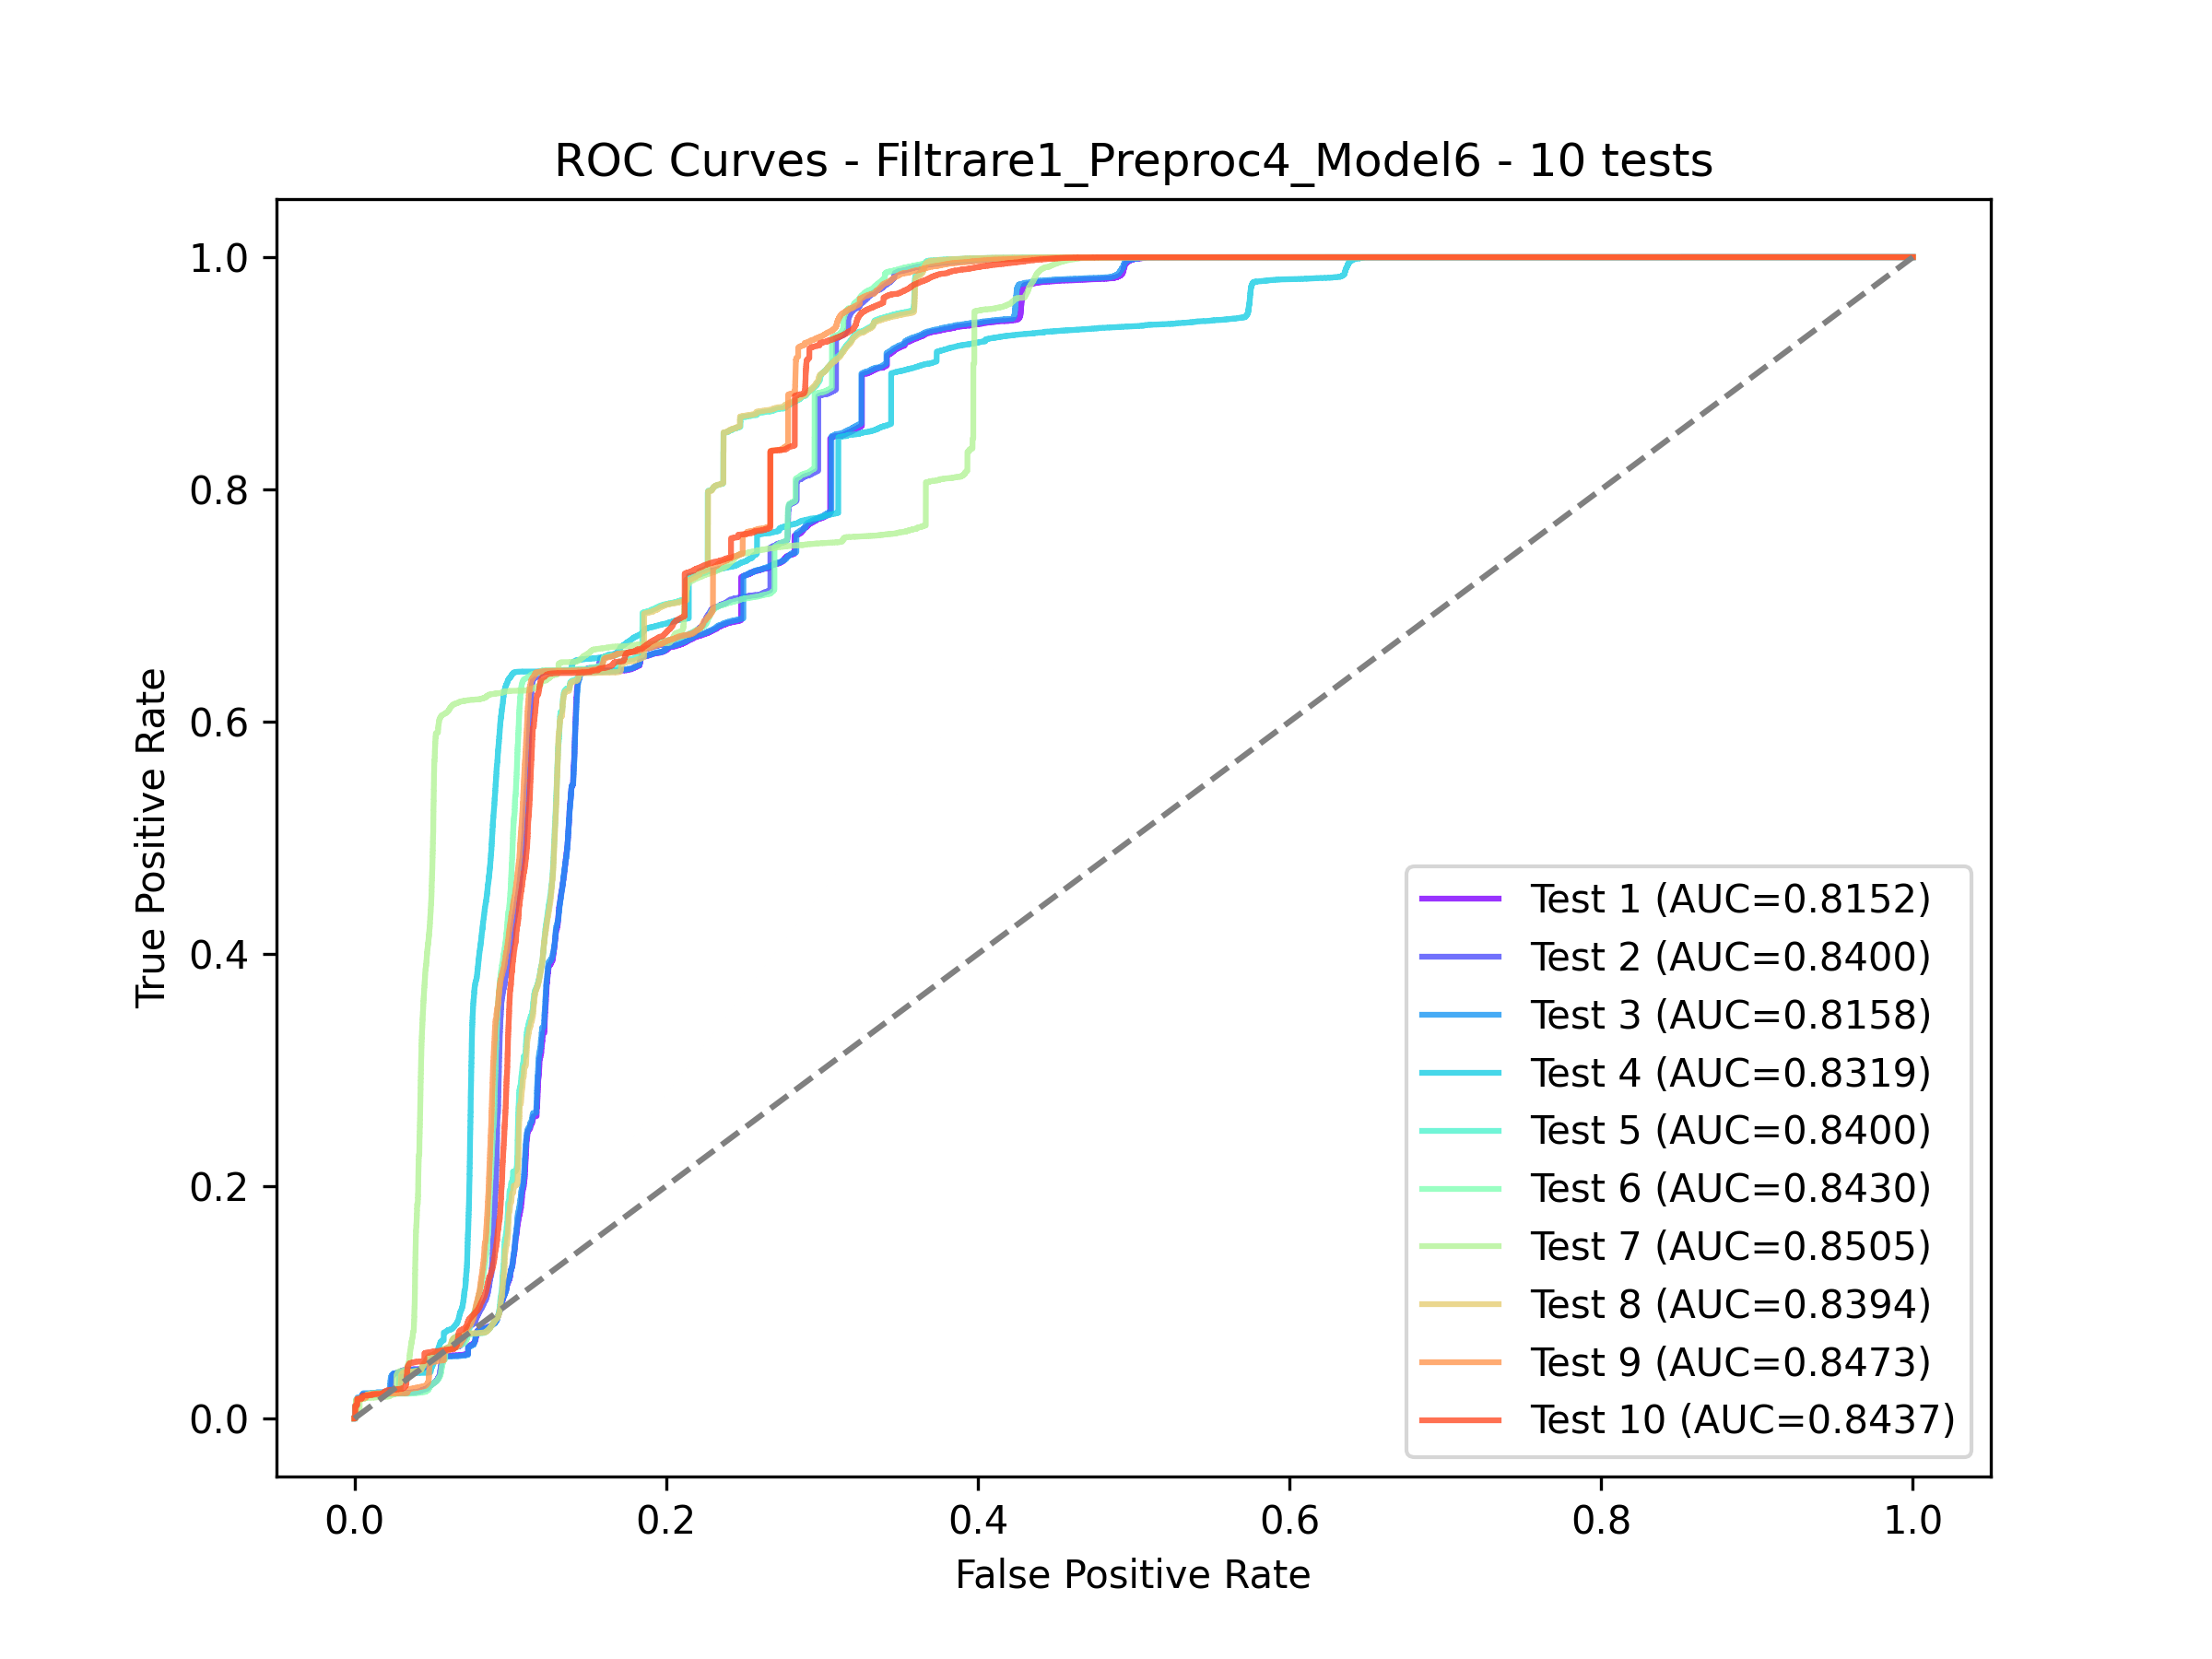 ROC Curves - Filtrare1_Preproc4_Model6 - 10 tests
True Positive Rate
1.0
0.8
0.6
0.4
0.2
0.0
Test 1 (AUC=0.8152)
Test 2 (AUC=0.8400)
Test 3 (AUC=0.8158)
Test 4 (AUC=0.8319)
Test 5 (AUC=0.8400)
Test 6 (AUC=0.8430)
Test 7 (AUC=0.8505)
Test 8 (AUC=0.8394)
Test 9 (AUC=0.8473)
Test 10 (AUC=0.8437)
0.0 0.2 0.4 0.6 0.8 1.0
False Positive Rate